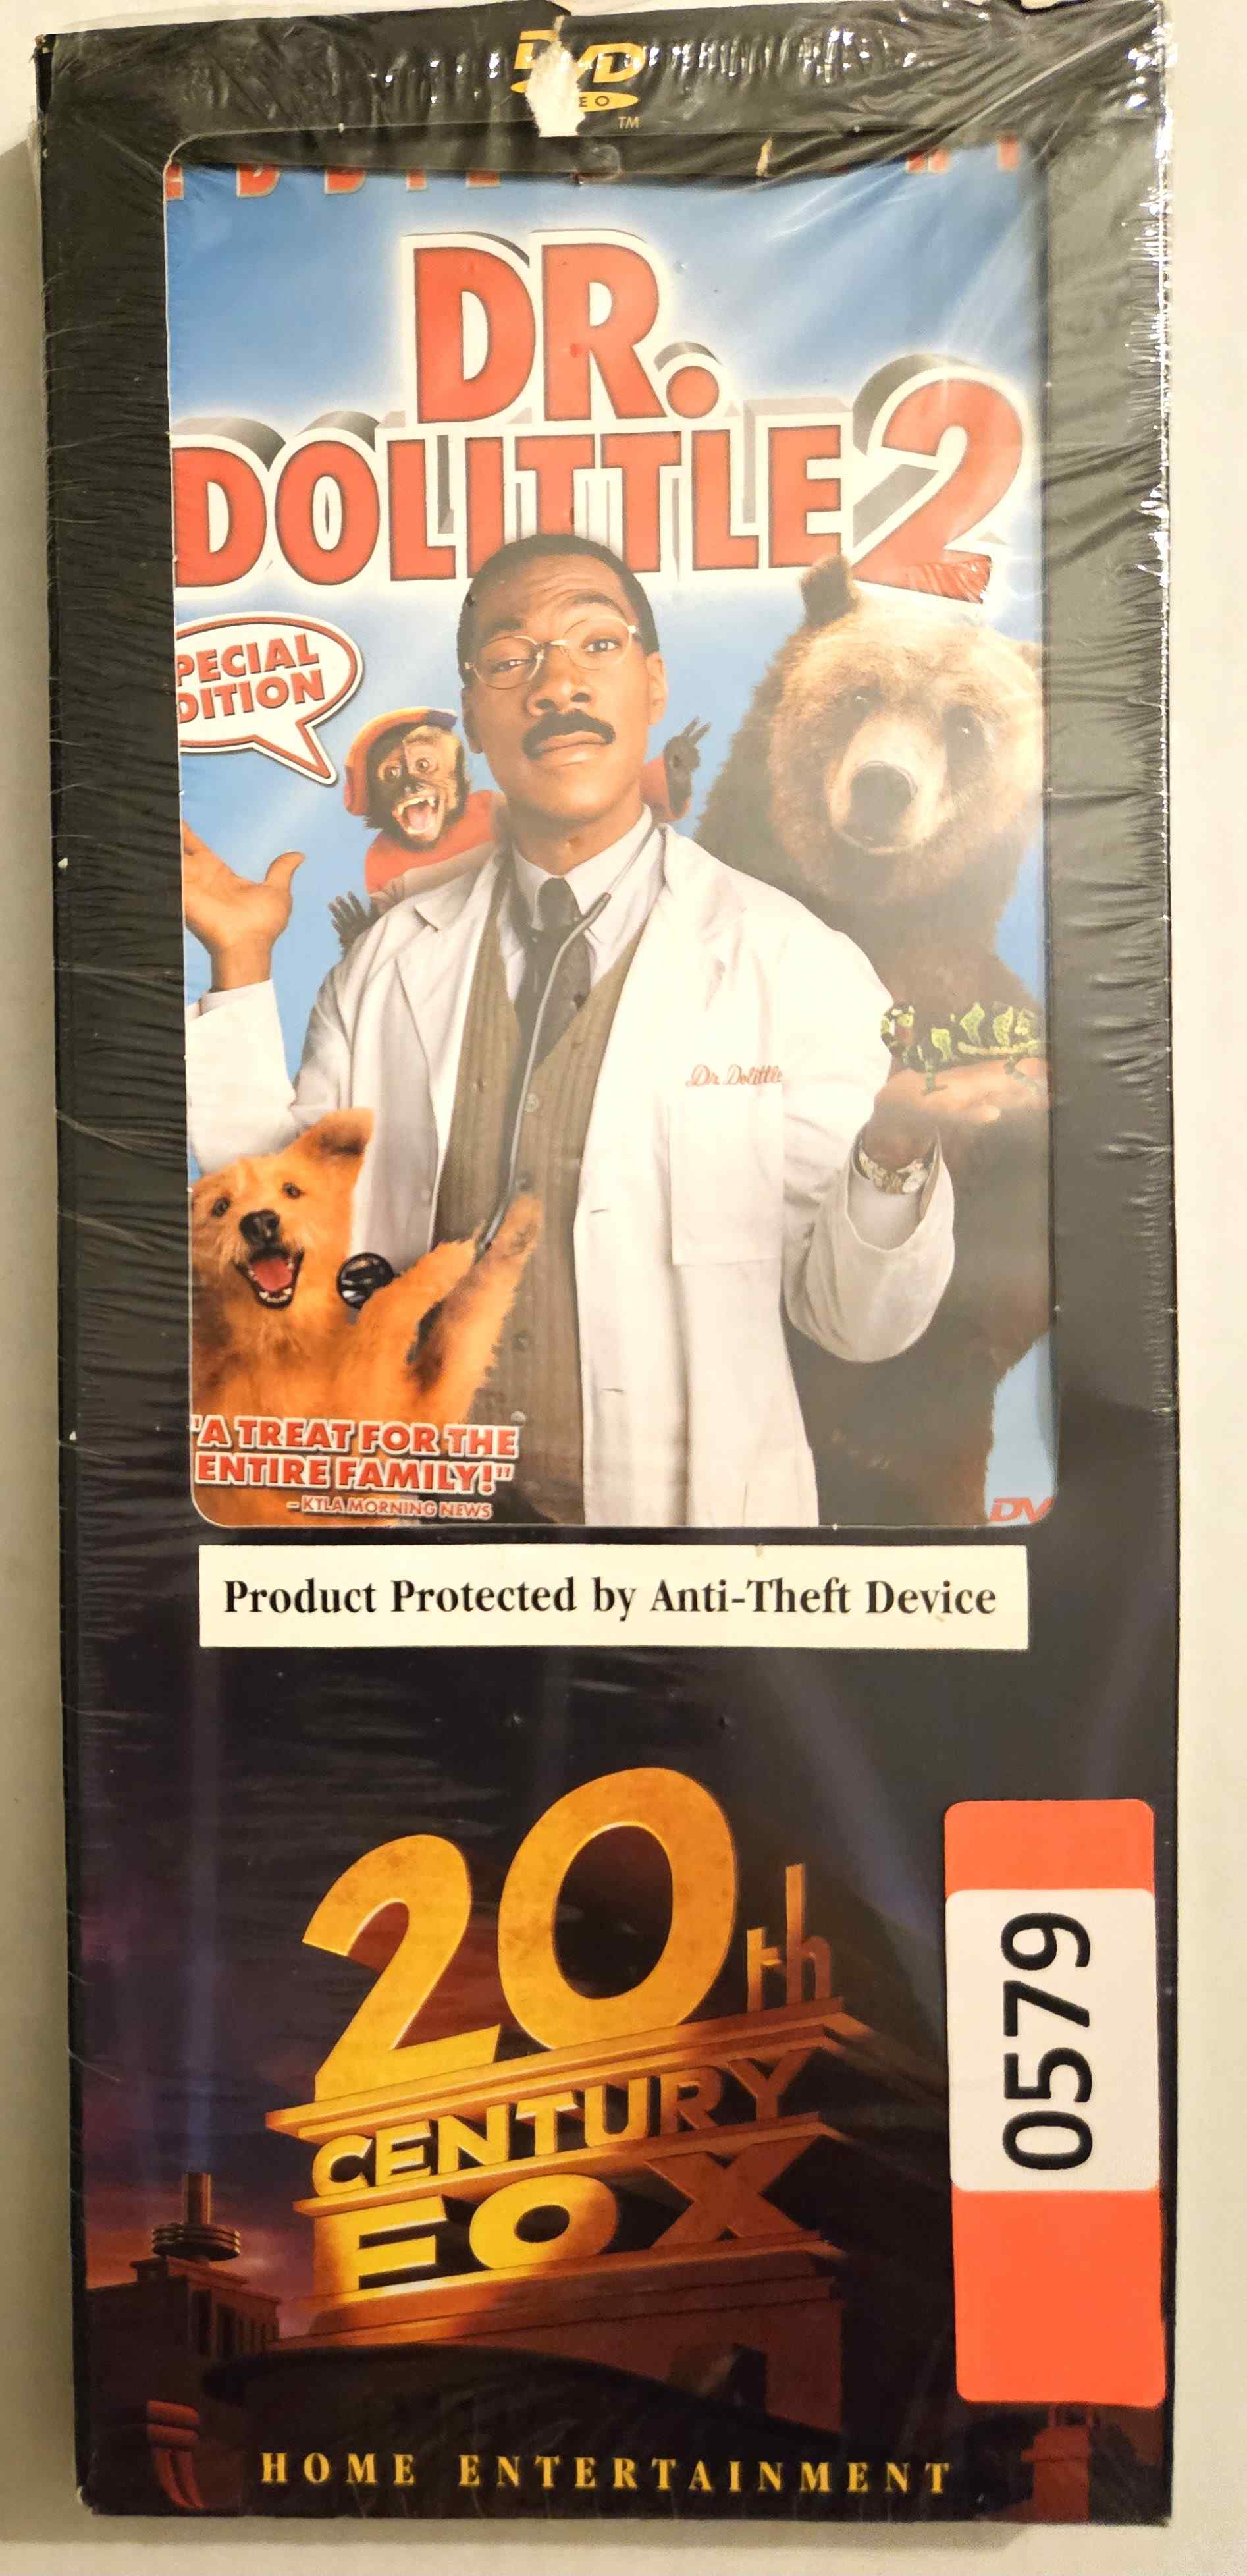 DVD
TM
DR.
DOLITTLE 2
PECIAL
DITION
Dr. Dolittle
"A TREAT FOR THE
ENTIRE FAMILY!"
- KTLA MORNING NEWS
DV
Product Protected by Anti-Theft Device
20th
CENTURY
FOX
0579
HOME ENTERTAINMENT